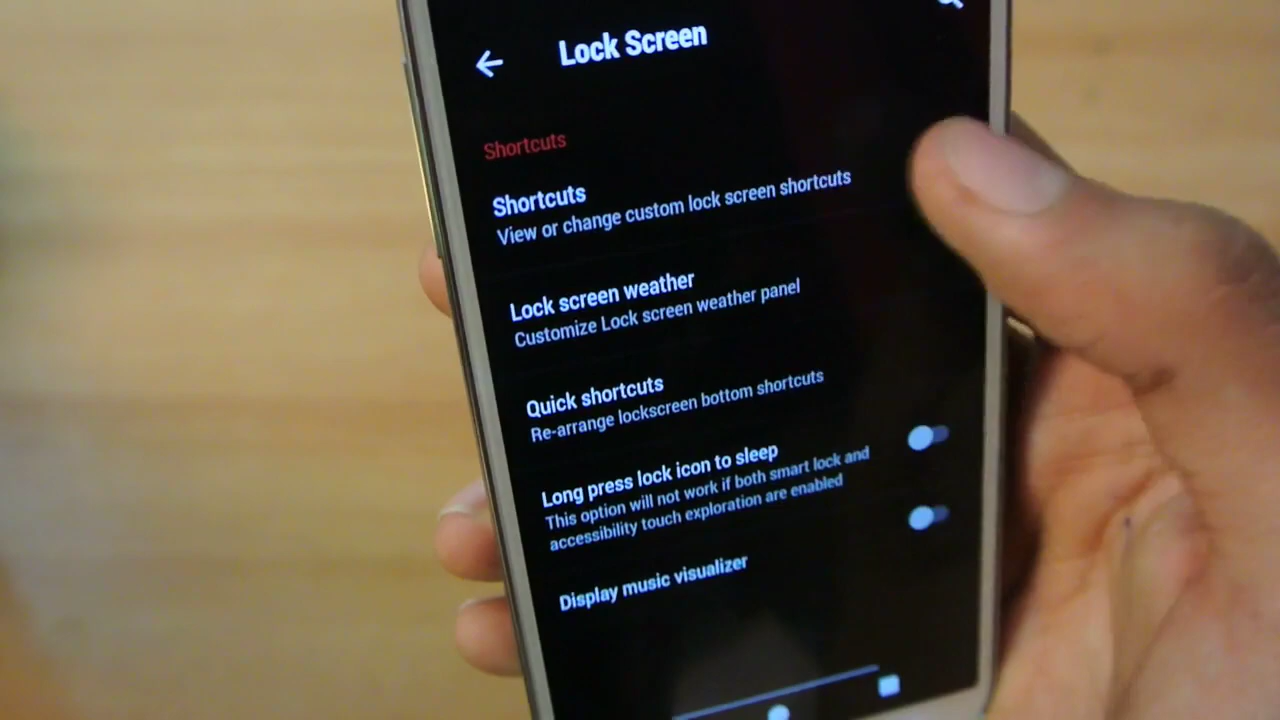 Lock Screen
Shortcuts
Shortcuts
View or change custom lock screen shortcuts
Lock screen weather
Customize Lock screen weather panel
Quick shortcuts
Re-arrange lockscreen bottom shortcuts
Long press lock icon to sleep
This option will not work if both smart lock and
accessibility touch exploration are enabled
Display music visualizer